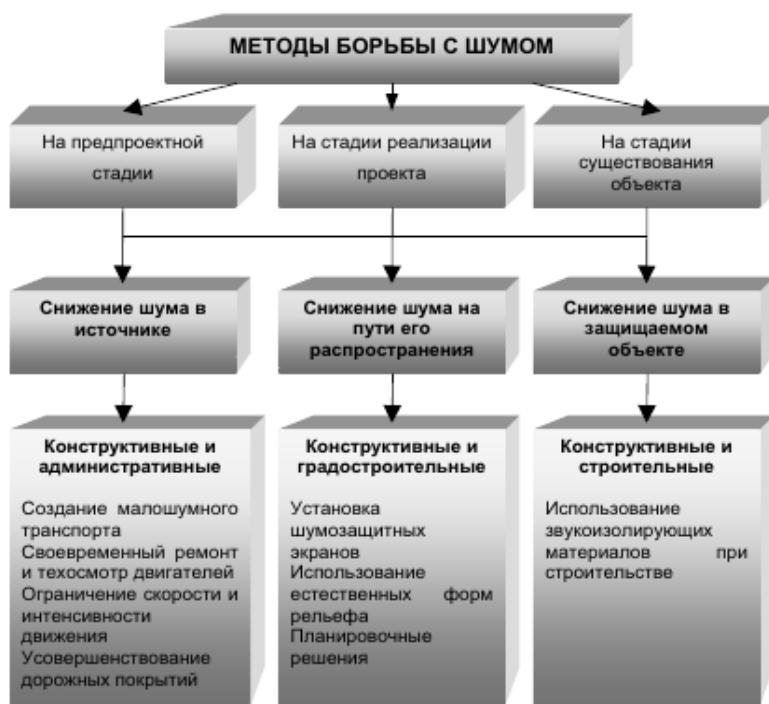 МЕТОДЫ БОРЬБЫ С ШУМОМ
На предпроектной
стадии
На стадии реализации
проекта
На стадии
существования
объекта
Снижение шума в
источнике
Снижение шума на
пути его
распространения
Снижение шума в
защищаемом
объекте
Конструктивные и
административные
Создание малошумного
транспорта
Своевременный ремонт
и техосмотр двигателей
Ограничение скорости и
интенсивности
движения
Усовершенствование
дорожных покрытий
Конструктивные и
градостроительные
Установка
шумозащитных
экранов
Использование
естественных форм
рельефа
Планировочные
решения
Конструктивные и
строительные
Использование
звукоизолирующих
материалов при
строительстве